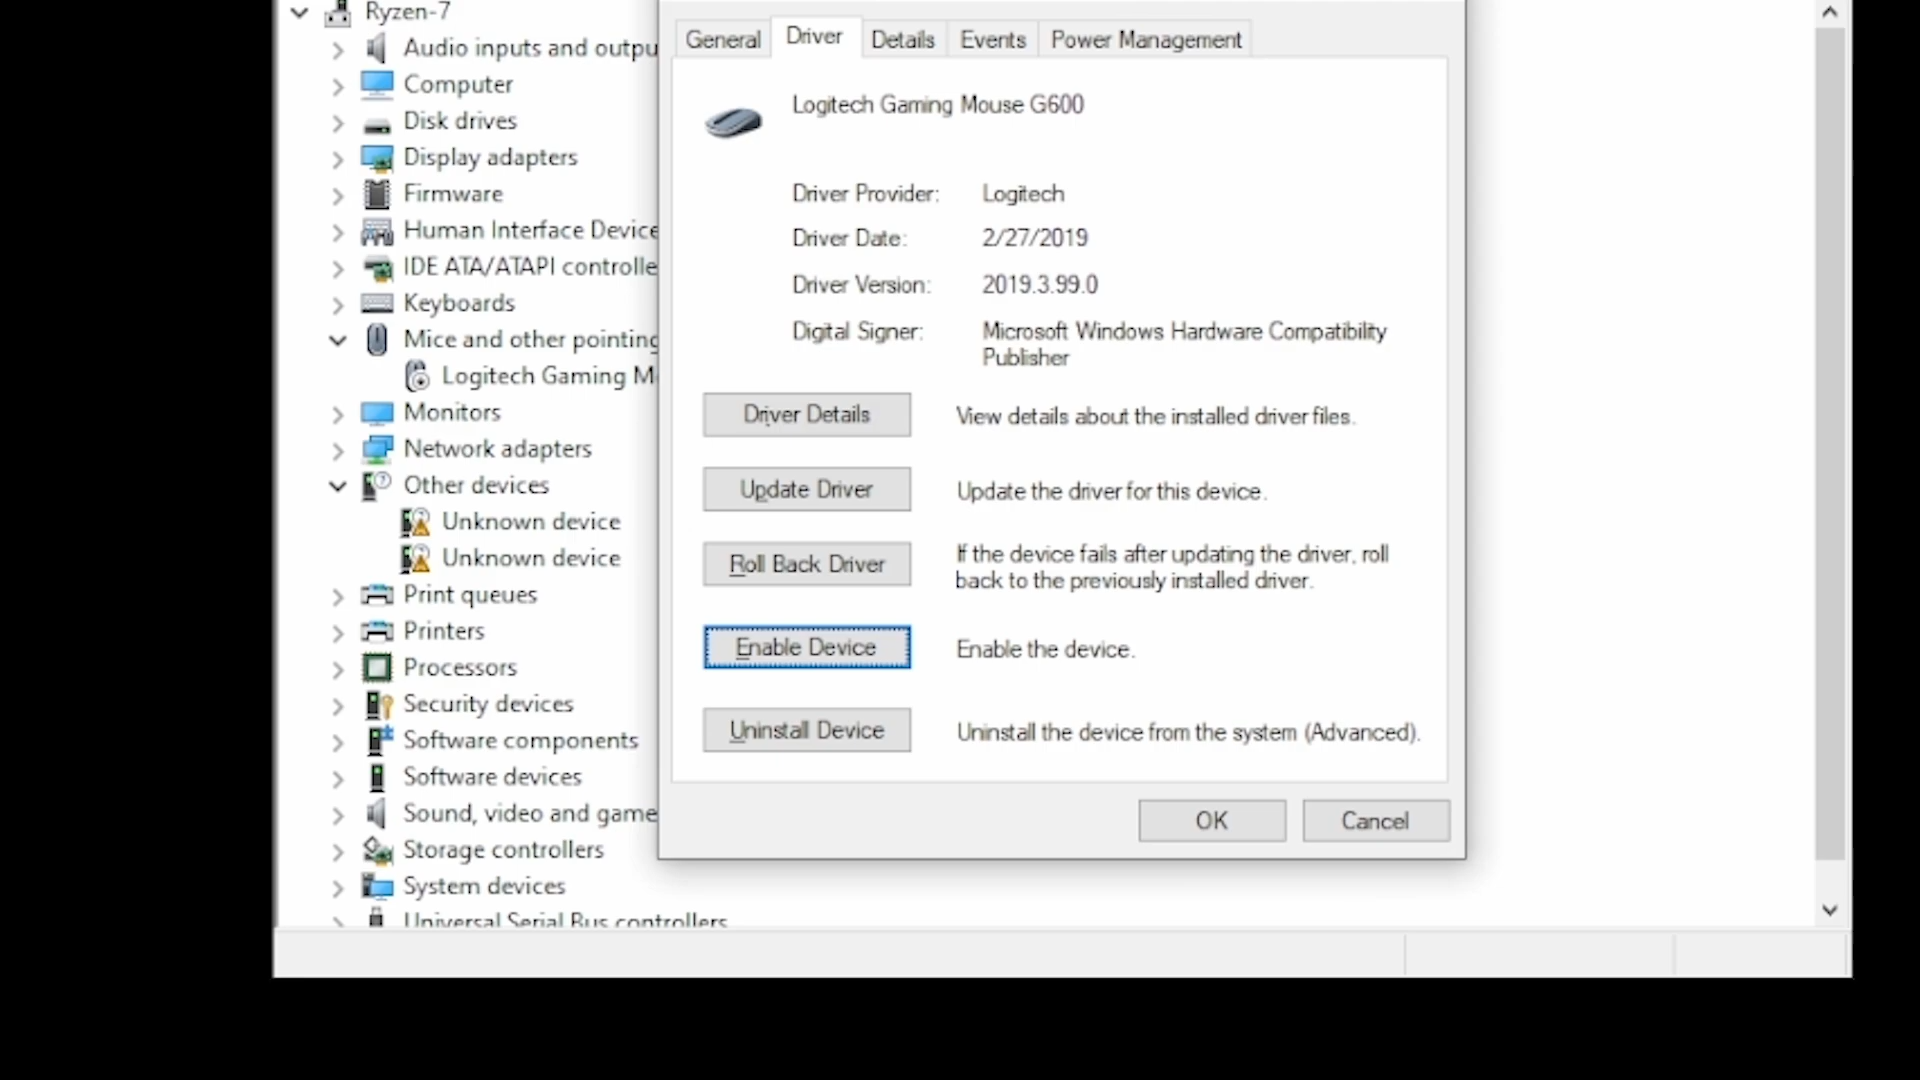 Ryzen-7
Audio inputs and outpu
Computer
Disk drives
Display adapters
Firmware
Human Interface Device
IDE ATA/ATAPI controlle
Keyboards
Mice and other pointing
Logitech Gaming M
Monitors
Network adapters
Other devices
Unknown device
Unknown device
Print queues
Printers
Processors
Security devices
Software components
Software devices
Sound, video and game
Storage controllers
System devices
Universal Serial Bus controllers
General Driver Details Events Power Management
Logitech Gaming Mouse G600
Driver Provider: Logitech
Driver Date: 2/27/2019
Driver Version: 2019.3.99.0
Digital Signer: Microsoft Windows Hardware Compatibility
Publisher
Driver Details View details about the installed driver files.
Update Driver Update the driver for this device.
Roll Back Driver If the device fails after updating the driver, roll
back to the previously installed driver.
Enable Device Enable the device.
Uninstall Device Uninstall the device from the system (Advanced).
OK Cancel